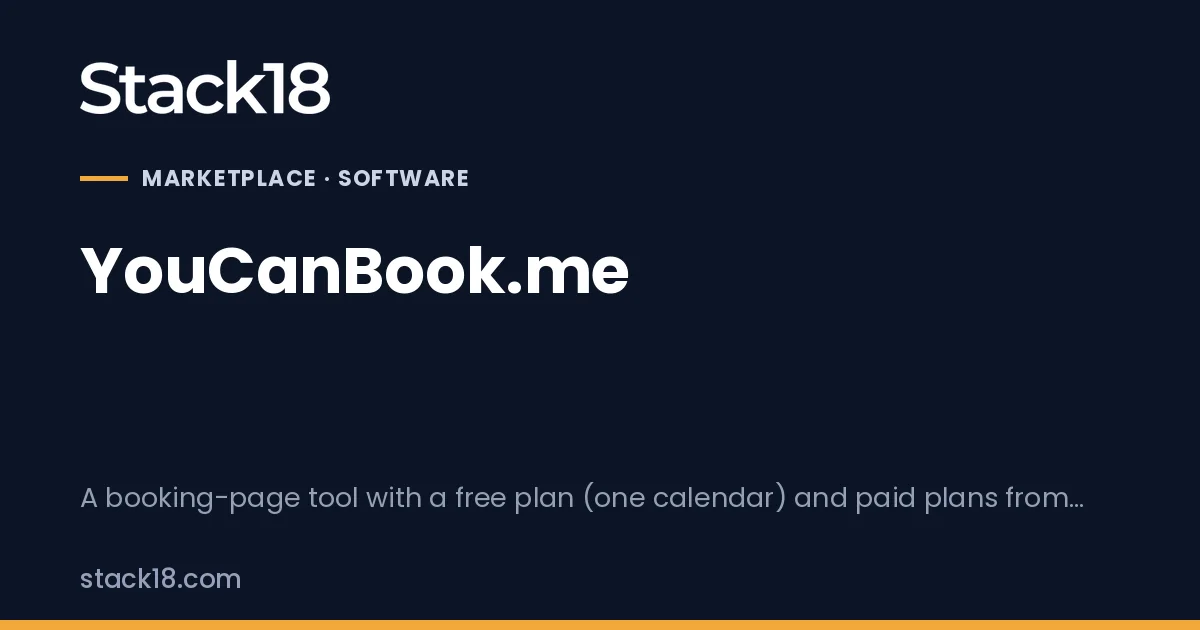 Stack18
MARKETPLACE · SOFTWARE
YouCanBook.me
A booking-page tool with a free plan (one calendar) and paid plans from...
stack18.com